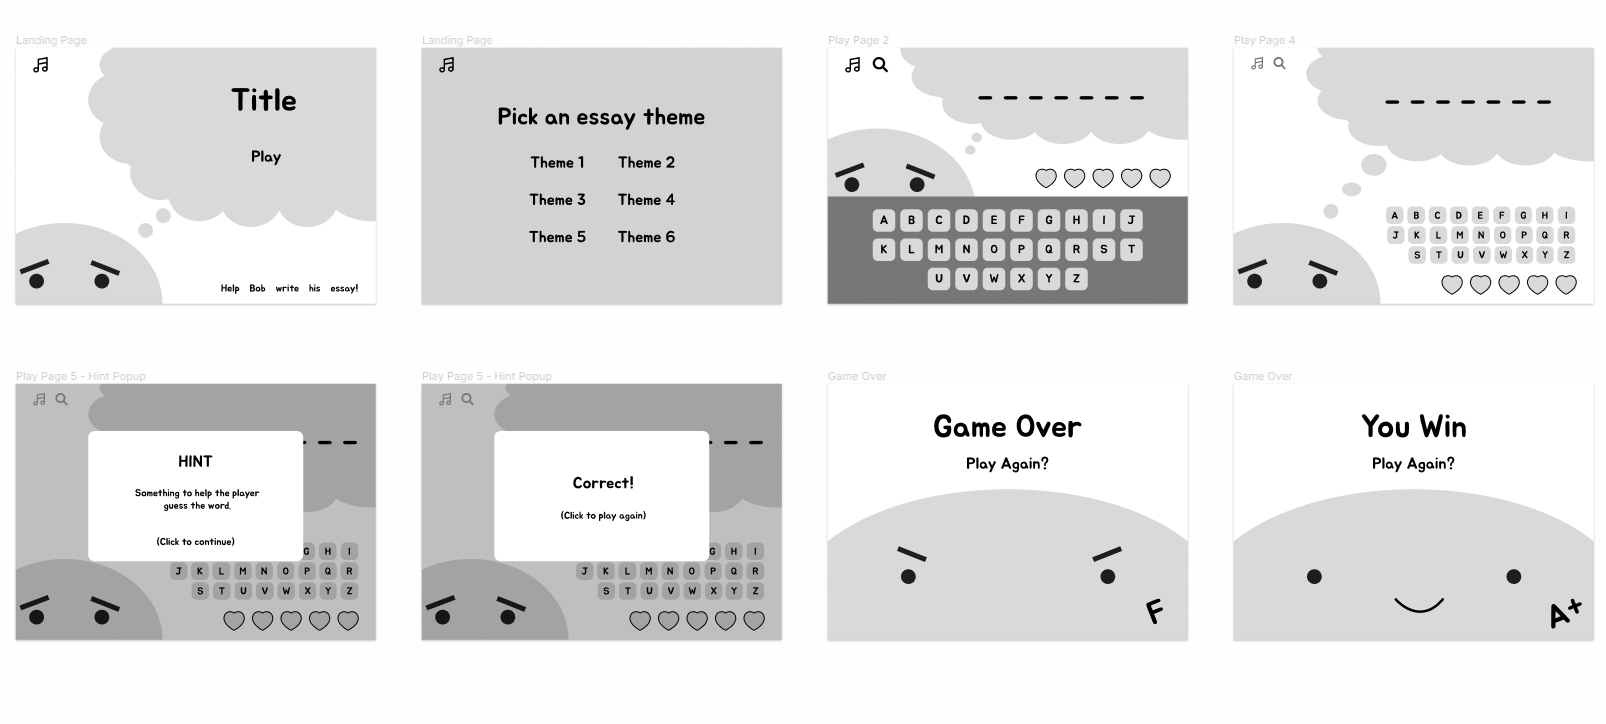 Landing Page
Title
Play
Help Bob write his essay!
Landing Page
Pick an essay theme
Theme 1 Theme 2
Theme 3 Theme 4
Theme 5 Theme 6
Play Page 2
A B C D E F G H I J
K L M N O P Q R S T
U V W X Y Z
Play Page 4
A B C D E F G H I
J K L M N O P Q R
S T U V W X Y Z
Play Page 5 - Hint Popup
HINT
Something to help the player
guess the word.
(Click to continue)
G H I
J K L M N O P Q R
S T U V W X Y Z
Play Page 5 - Hint Popup
Correct!
(Click to play again)
G H I
J K L M N O P Q R
S T U V W X Y Z
Game Over
Game Over
Play Again?
F
Game Over
You Win
Play Again?
A+